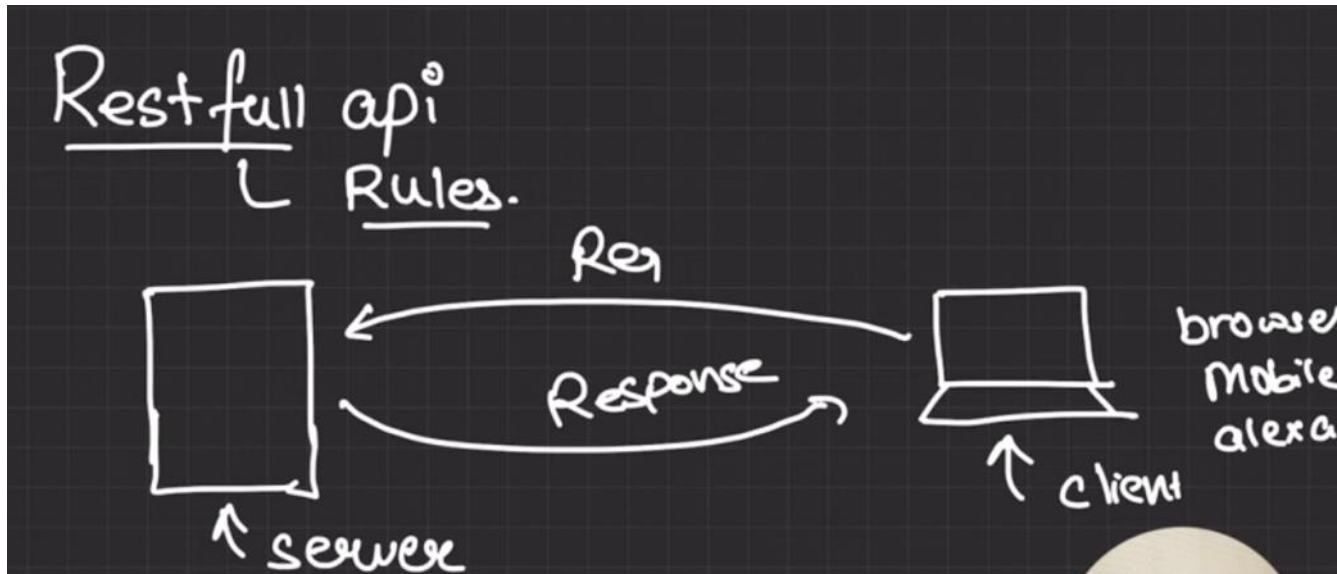 Restfull api
Rules.
Req
Response
browser
Mobile
alexa
client
server